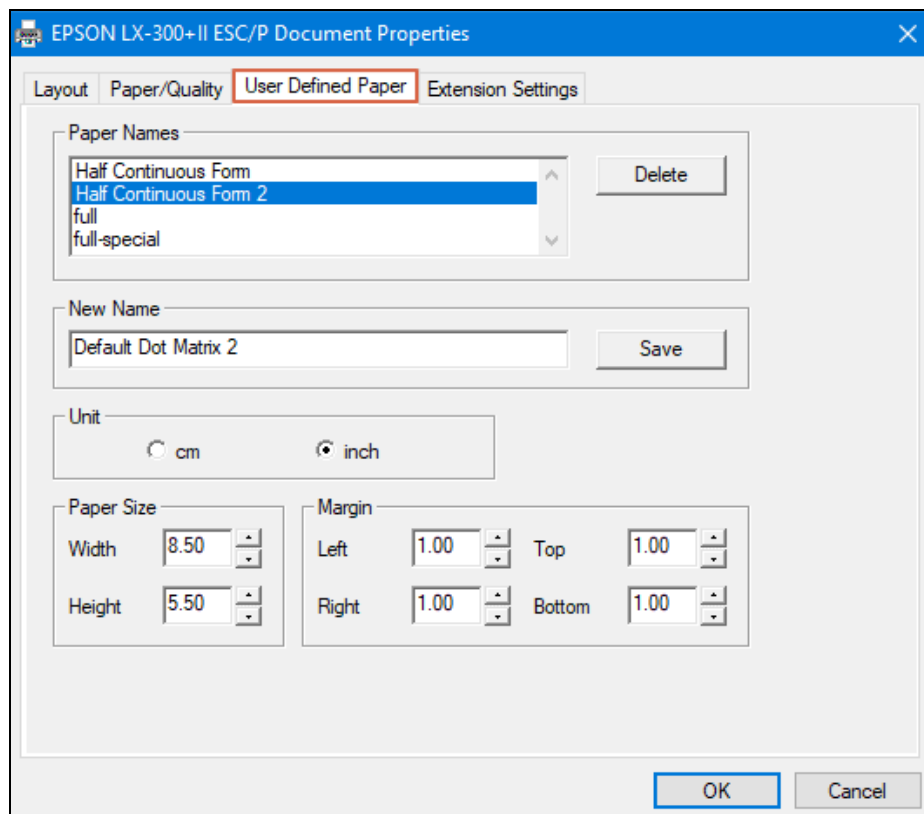 EPSON LX-300+II ESC/P Document Properties
Layout Paper/Quality User Defined Paper Extension Settings
Paper Names
Half Continuous Form
Half Continuous Form 2
full
full-special
Delete
New Name
Default Dot Matrix 2
Save
Unit
cm inch
Paper Size
Width 8.50
Height 5.50
Margin
Left 1.00 Top 1.00
Right 1.00 Bottom 1.00
OK Cancel